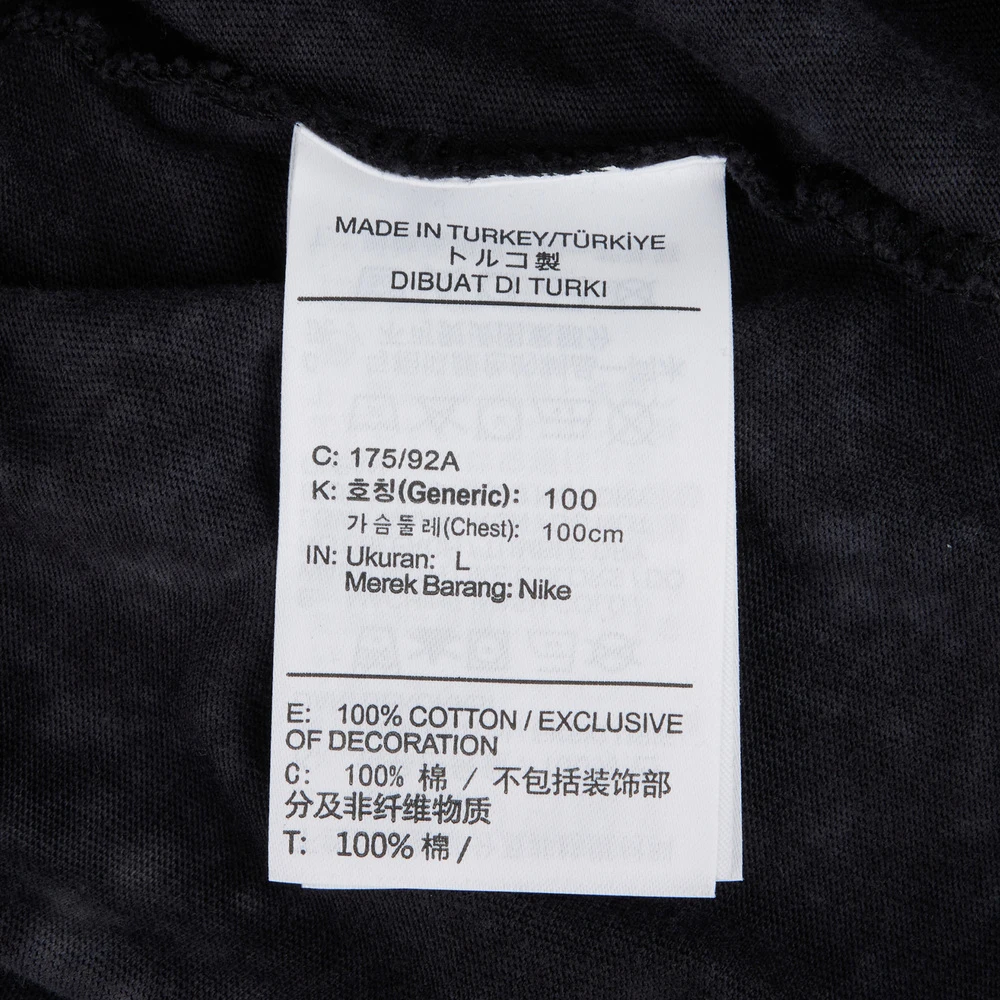 MADE IN TURKEY/TÜRKİYE
トルコ製
DIBUAT DI TURKI
C: 175/92A
K: 호칭(Generic): 100
가슴둘레(Chest): 100cm
IN: Ukuran: L
Merek Barang: Nike
E: 100% COTTON / EXCLUSIVE
OF DECORATION
C: 100% 棉 / 不包括装饰部
分及非纤维物质
T: 100% 棉 /